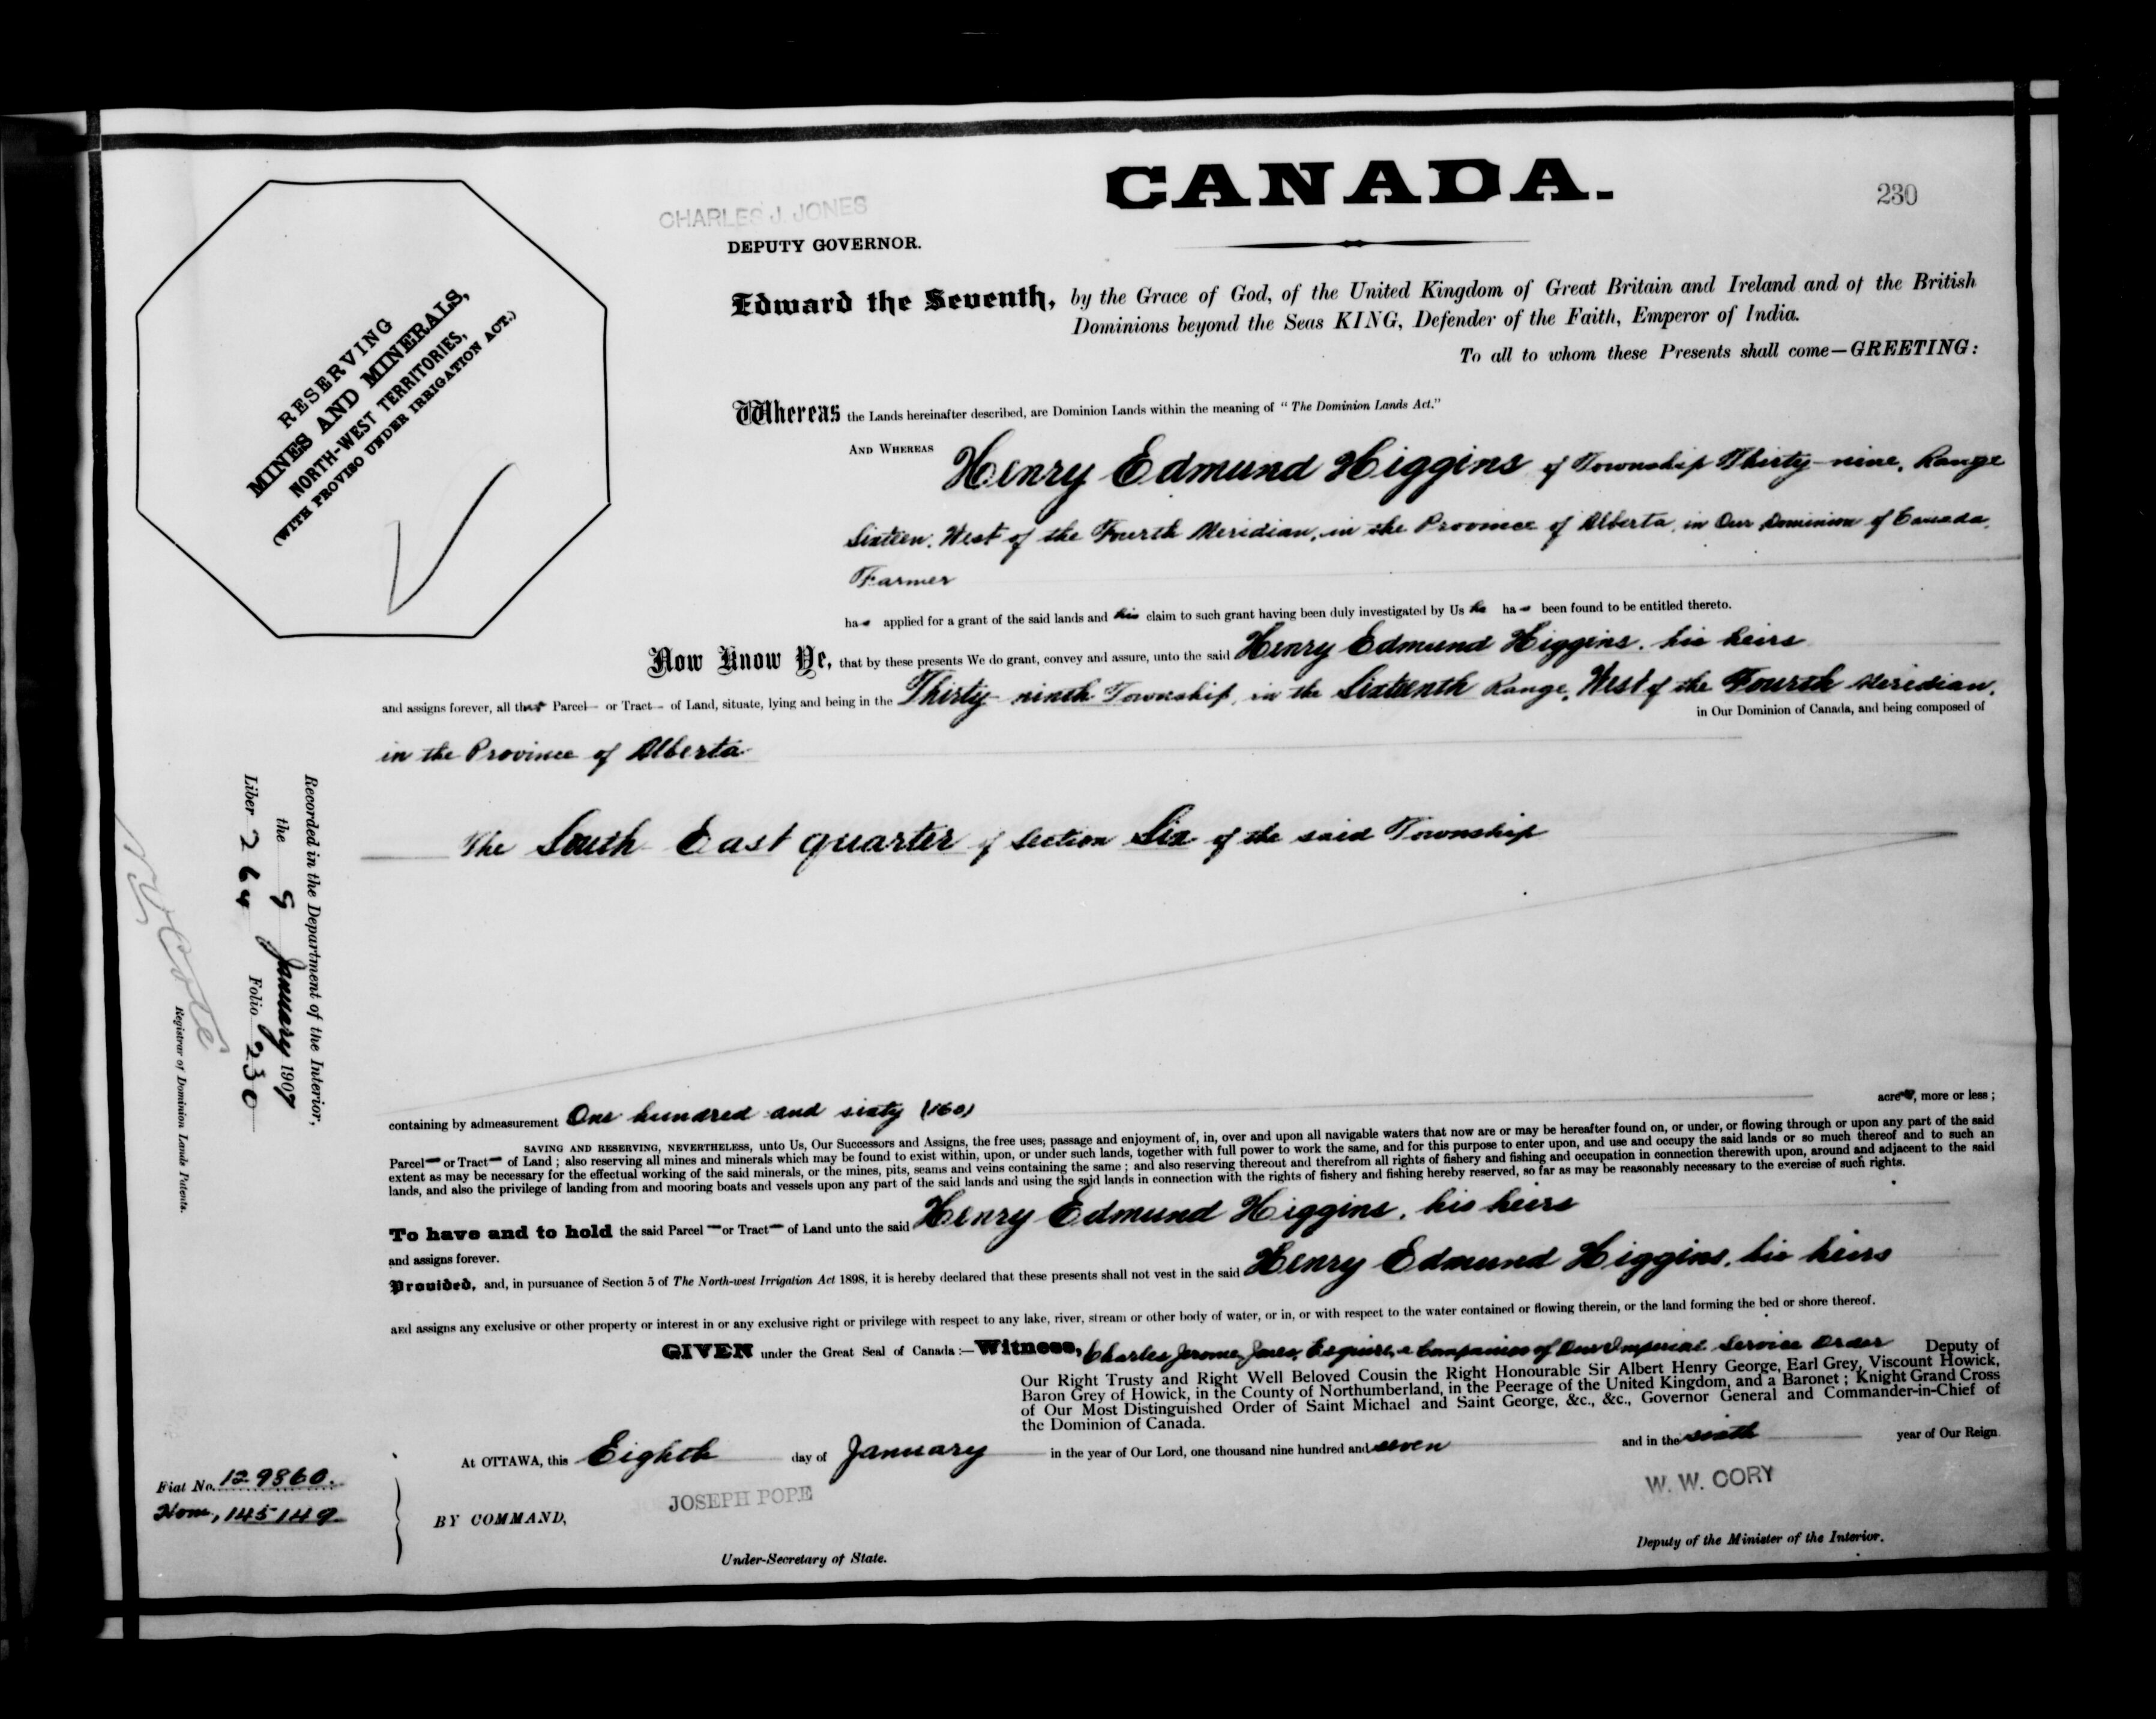 CANADA.
230
CHARLES J. JONES
DEPUTY GOVERNOR.
RESERVING
MINES AND MINERALS,
NORTH-WEST TERRITORIES,
(WITH PROVISO UNDER IRRIGATION ACT.)
Edward the Seventh, by the Grace of God, of the United Kingdom of Great Britain and Ireland and of the British
Dominions beyond the Seas KING, Defender of the Faith, Emperor of India.
To all to whom these Presents shall come—GREETING:
Whereas the Lands hereinafter described, are Dominion Lands within the meaning of "The Dominion Lands Act."
AND WHEREAS Henry Edmund Higgins of Township Thirty-nine, Range
Sixteen, West of the Fourth Meridian, in the Province of Alberta, in Our Dominion of Canada,
Farmer
has applied for a grant of the said lands and his claim to such grant having been duly investigated by Us he has been found to be entitled thereto.
Now Know Ye, that by these presents We do grant, convey and assure, unto the said Henry Edmund Higgins, his heirs
and assigns forever, all that Parcel— or Tract— of Land, situate, lying and being in the Thirty-ninth Township, in the Sixteenth Range, West of the Fourth Meridian,
in Our Dominion of Canada, and being composed of
in the Province of Alberta
The South East quarter of Section Six of the said Township
containing by admeasurement One hundred and sixty (160) acres, more or less;
SAVING AND RESERVING, NEVERTHELESS, unto Us, Our Successors and Assigns, the free uses, passage and enjoyment of, in, over and upon all navigable waters that now are or may be hereafter found on, or under, or flowing through or upon any part of the said
Parcel— or Tract— of Land; also reserving all mines and minerals which may be found to exist within, upon, or under such lands, together with full power to work the same, and for this purpose to enter upon, and use and occupy the said lands or so much thereof and to such an
extent as may be necessary for the effectual working of the said minerals, or the mines, pits, seams and veins containing the same; and also reserving thereout and therefrom all rights of fishery and fishing and occupation in connection therewith upon, around and adjacent to the said
lands, and also the privilege of landing from and mooring boats and vessels upon any part of the said lands and using the said lands in connection with the rights of fishery and fishing hereby reserved, so far as may be reasonably necessary to the exercise of such rights.
To have and to hold the said Parcel— or Tract— of Land unto the said Henry Edmund Higgins, his heirs
and assigns forever.
Provided, and, in pursuance of Section 5 of The North-west Irrigation Act 1898, it is hereby declared that these presents shall not vest in the said Henry Edmund Higgins, his heirs
and assigns any exclusive or other property or interest in or any exclusive right or privilege with respect to any lake, river, stream or other body of water, or in, or with respect to the water contained or flowing therein, or the land forming the bed or shore thereof.
GIVEN under the Great Seal of Canada:—Witness, Charles Jerome Jones, Esquire, a Companion of Our Imperial Service Order Deputy of
Our Right Trusty and Right Well Beloved Cousin the Right Honourable Sir Albert Henry George, Earl Grey, Viscount Howick,
Baron Grey of Howick, in the County of Northumberland, in the Peerage of the United Kingdom, and a Baronet; Knight Grand Cross
of Our Most Distinguished Order of Saint Michael and Saint George, &c., &c., Governor General and Commander-in-Chief of
the Dominion of Canada.
At OTTAWA, this Eighth day of January in the year of Our Lord, one thousand nine hundred and seven and in the sixth year of Our Reign.
JOSEPH POPE
W. W. CORY
BY COMMAND,
Under-Secretary of State.
Deputy of the Minister of the Interior.
Fiat No. 129360.
Hom, 145149
Recorded in the Department of the Interior,
the 9 January 1907
Liber 264 Folio 230
Coté
Registrar of Dominion Lands Patents.